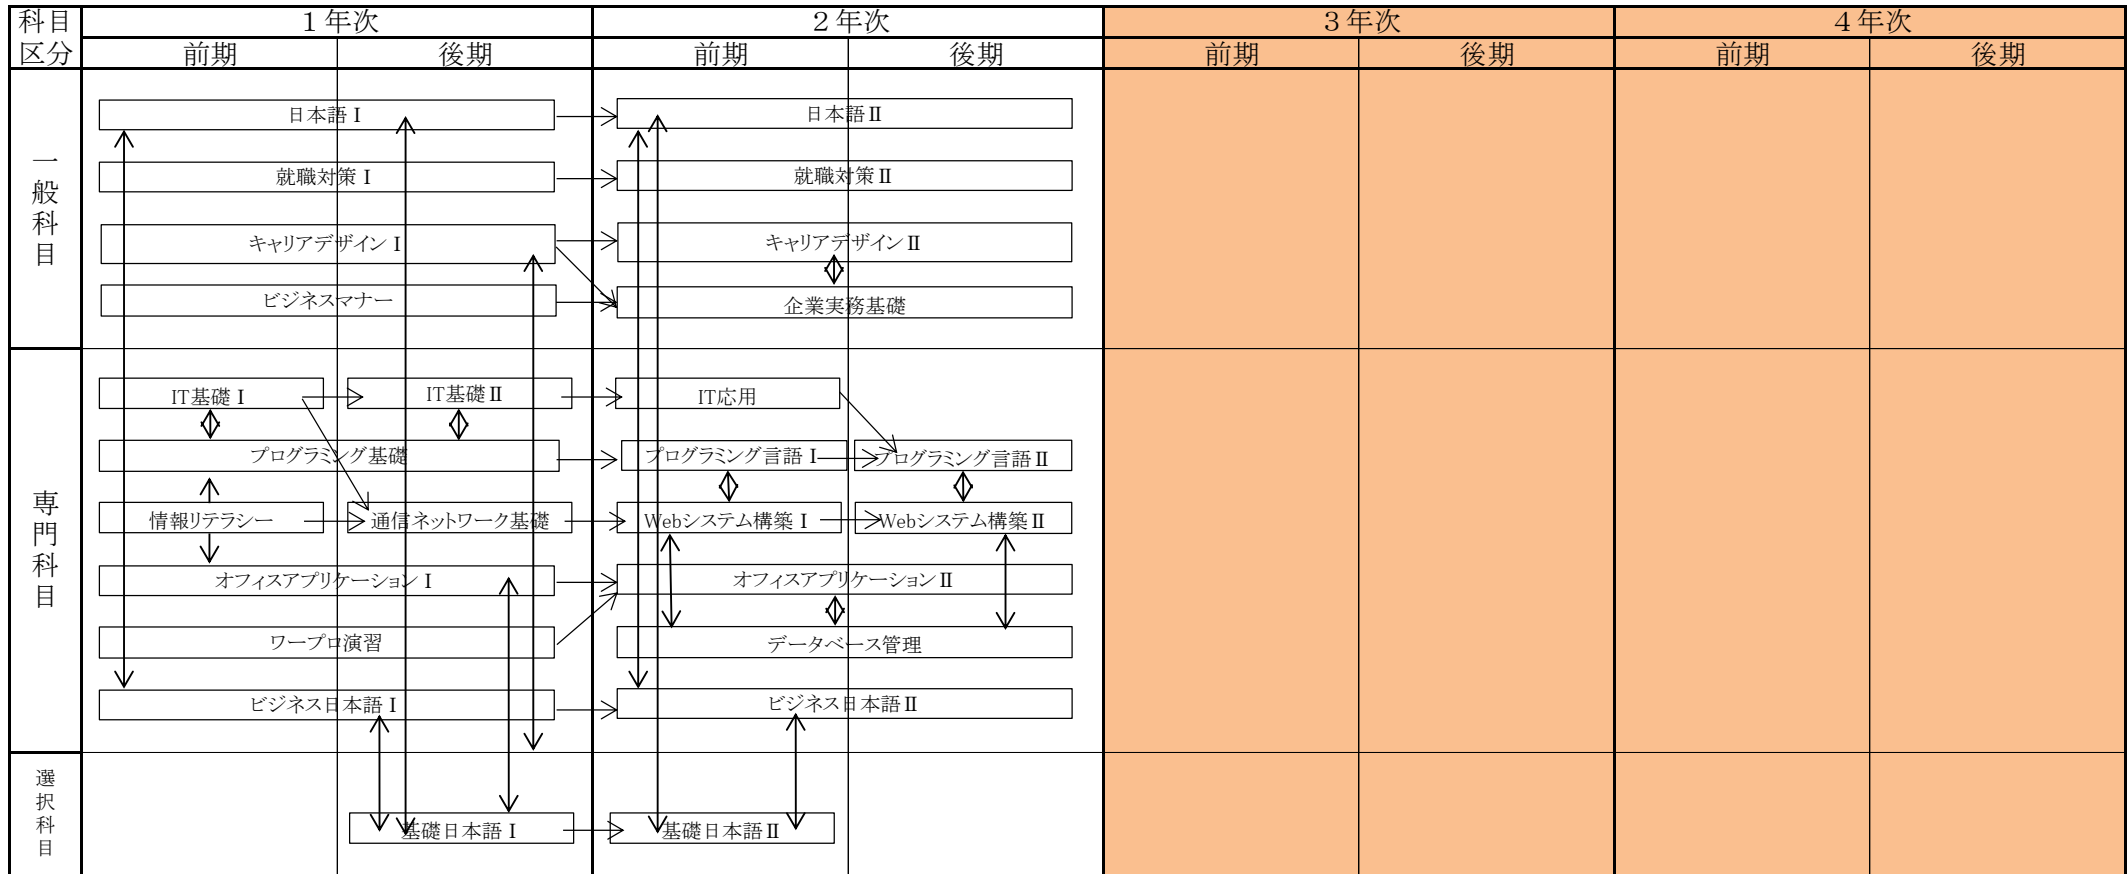 科目
区分
１年次
２年次
３年次
４年次
前期
後期
前期
後期
前期
後期
前期
後期
一般科目
日本語Ⅰ
日本語Ⅱ
就職対策Ⅰ
就職対策Ⅱ
キャリアデザインⅠ
キャリアデザインⅡ
ビジネスマナー
企業実務基礎
専門科目
IT基礎Ⅰ
IT基礎Ⅱ
IT応用
プログラミング基礎
プログラミング言語Ⅰ
プログラミング言語Ⅱ
情報リテラシー
通信ネットワーク基礎
Webシステム構築Ⅰ
Webシステム構築Ⅱ
オフィスアプリケーションⅠ
オフィスアプリケーションⅡ
ワープロ演習
データベース管理
ビジネス日本語Ⅰ
ビジネス日本語Ⅱ
選択科目
基礎日本語Ⅰ
基礎日本語Ⅱ